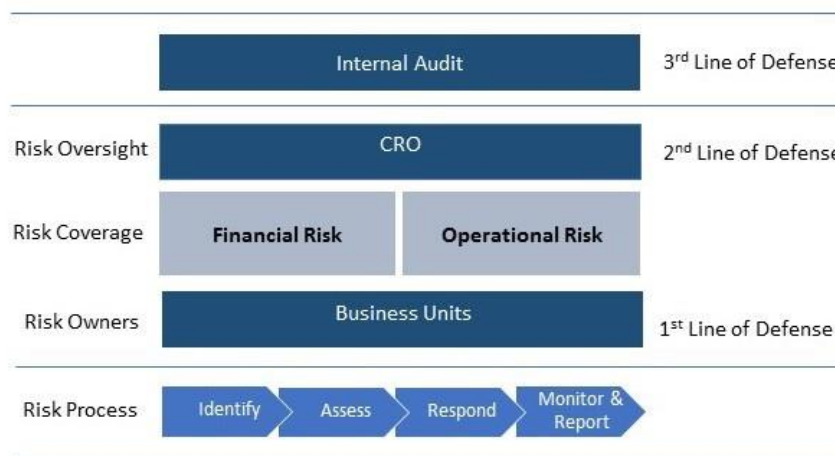 Internal Audit
3rd Line of Defense
Risk Oversight
CRO
2nd Line of Defense
Risk Coverage
Financial Risk
Operational Risk
Risk Owners
Business Units
1st Line of Defense
Risk Process
Identify
Assess
Respond
Monitor &
Report